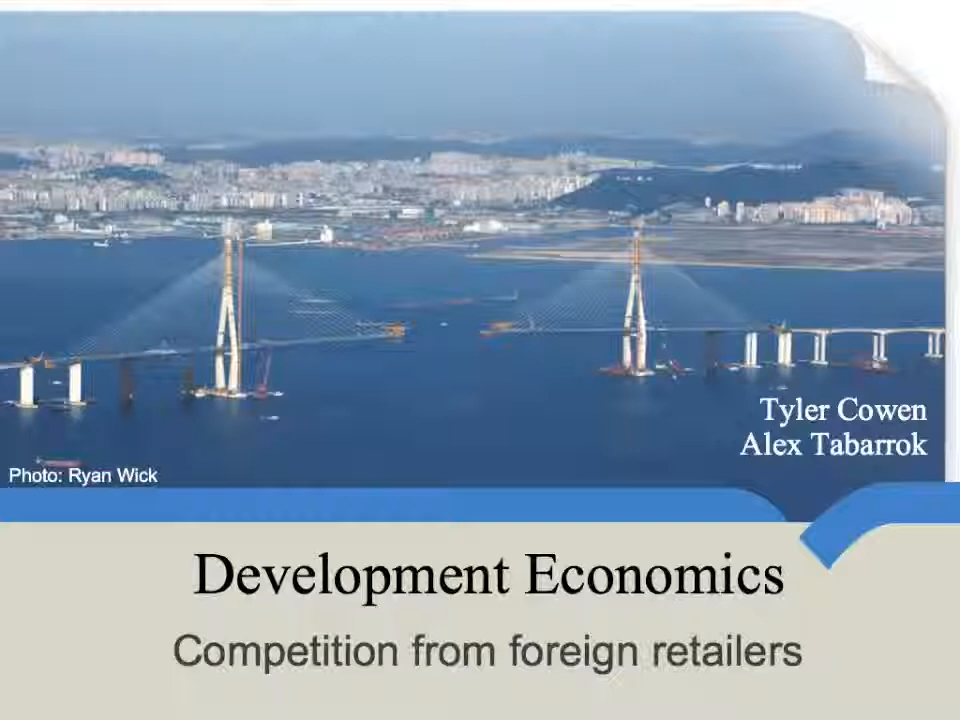 Tyler Cowen
Alex Tabarrok
Photo: Ryan Wick
Development Economics
Competition from foreign retailers